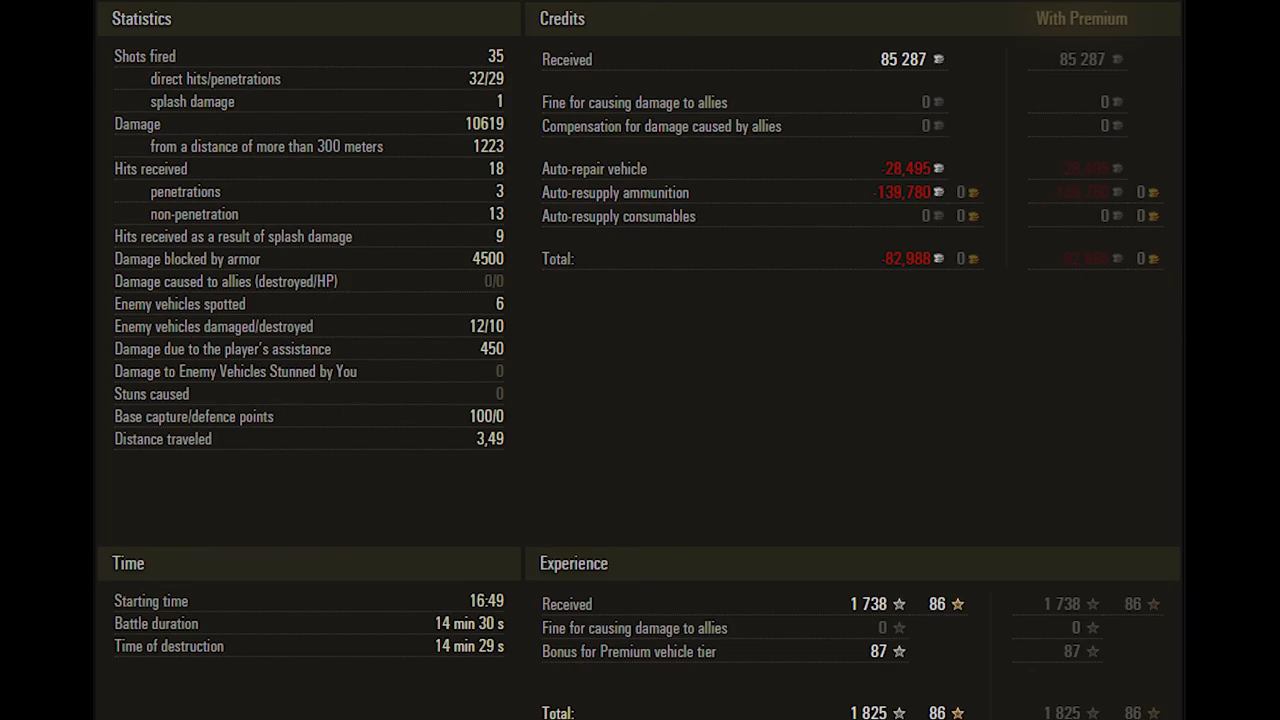 Statistics
Shots fired 35
direct hits/penetrations 32/29
splash damage 1
Damage 10619
from a distance of more than 300 meters 1223
Hits received 18
penetrations 3
non-penetration 13
Hits received as a result of splash damage 9
Damage blocked by armor 4500
Damage caused to allies (destroyed/HP) 0/0
Enemy vehicles spotted 6
Enemy vehicles damaged/destroyed 12/10
Damage due to the player's assistance 450
Damage to Enemy Vehicles Stunned by You 0
Stuns caused 0
Base capture/defence points 100/0
Distance traveled 3,49
Credits With Premium
Received 85 287 85 287
Fine for causing damage to allies 0 0
Compensation for damage caused by allies 0 0
Auto-repair vehicle -28,495 -28,495
Auto-resupply ammunition -139,780 0 -139,780 0
Auto-resupply consumables 0 0 0 0
Total: -82,988 0 -82,988 0
Time
Starting time 16:49
Battle duration 14 min 30 s
Time of destruction 14 min 29 s
Experience
Received 1 738 86 1 738 86
Fine for causing damage to allies 0 0
Bonus for Premium vehicle tier 87 87
Total: 1 825 86 1 825 86